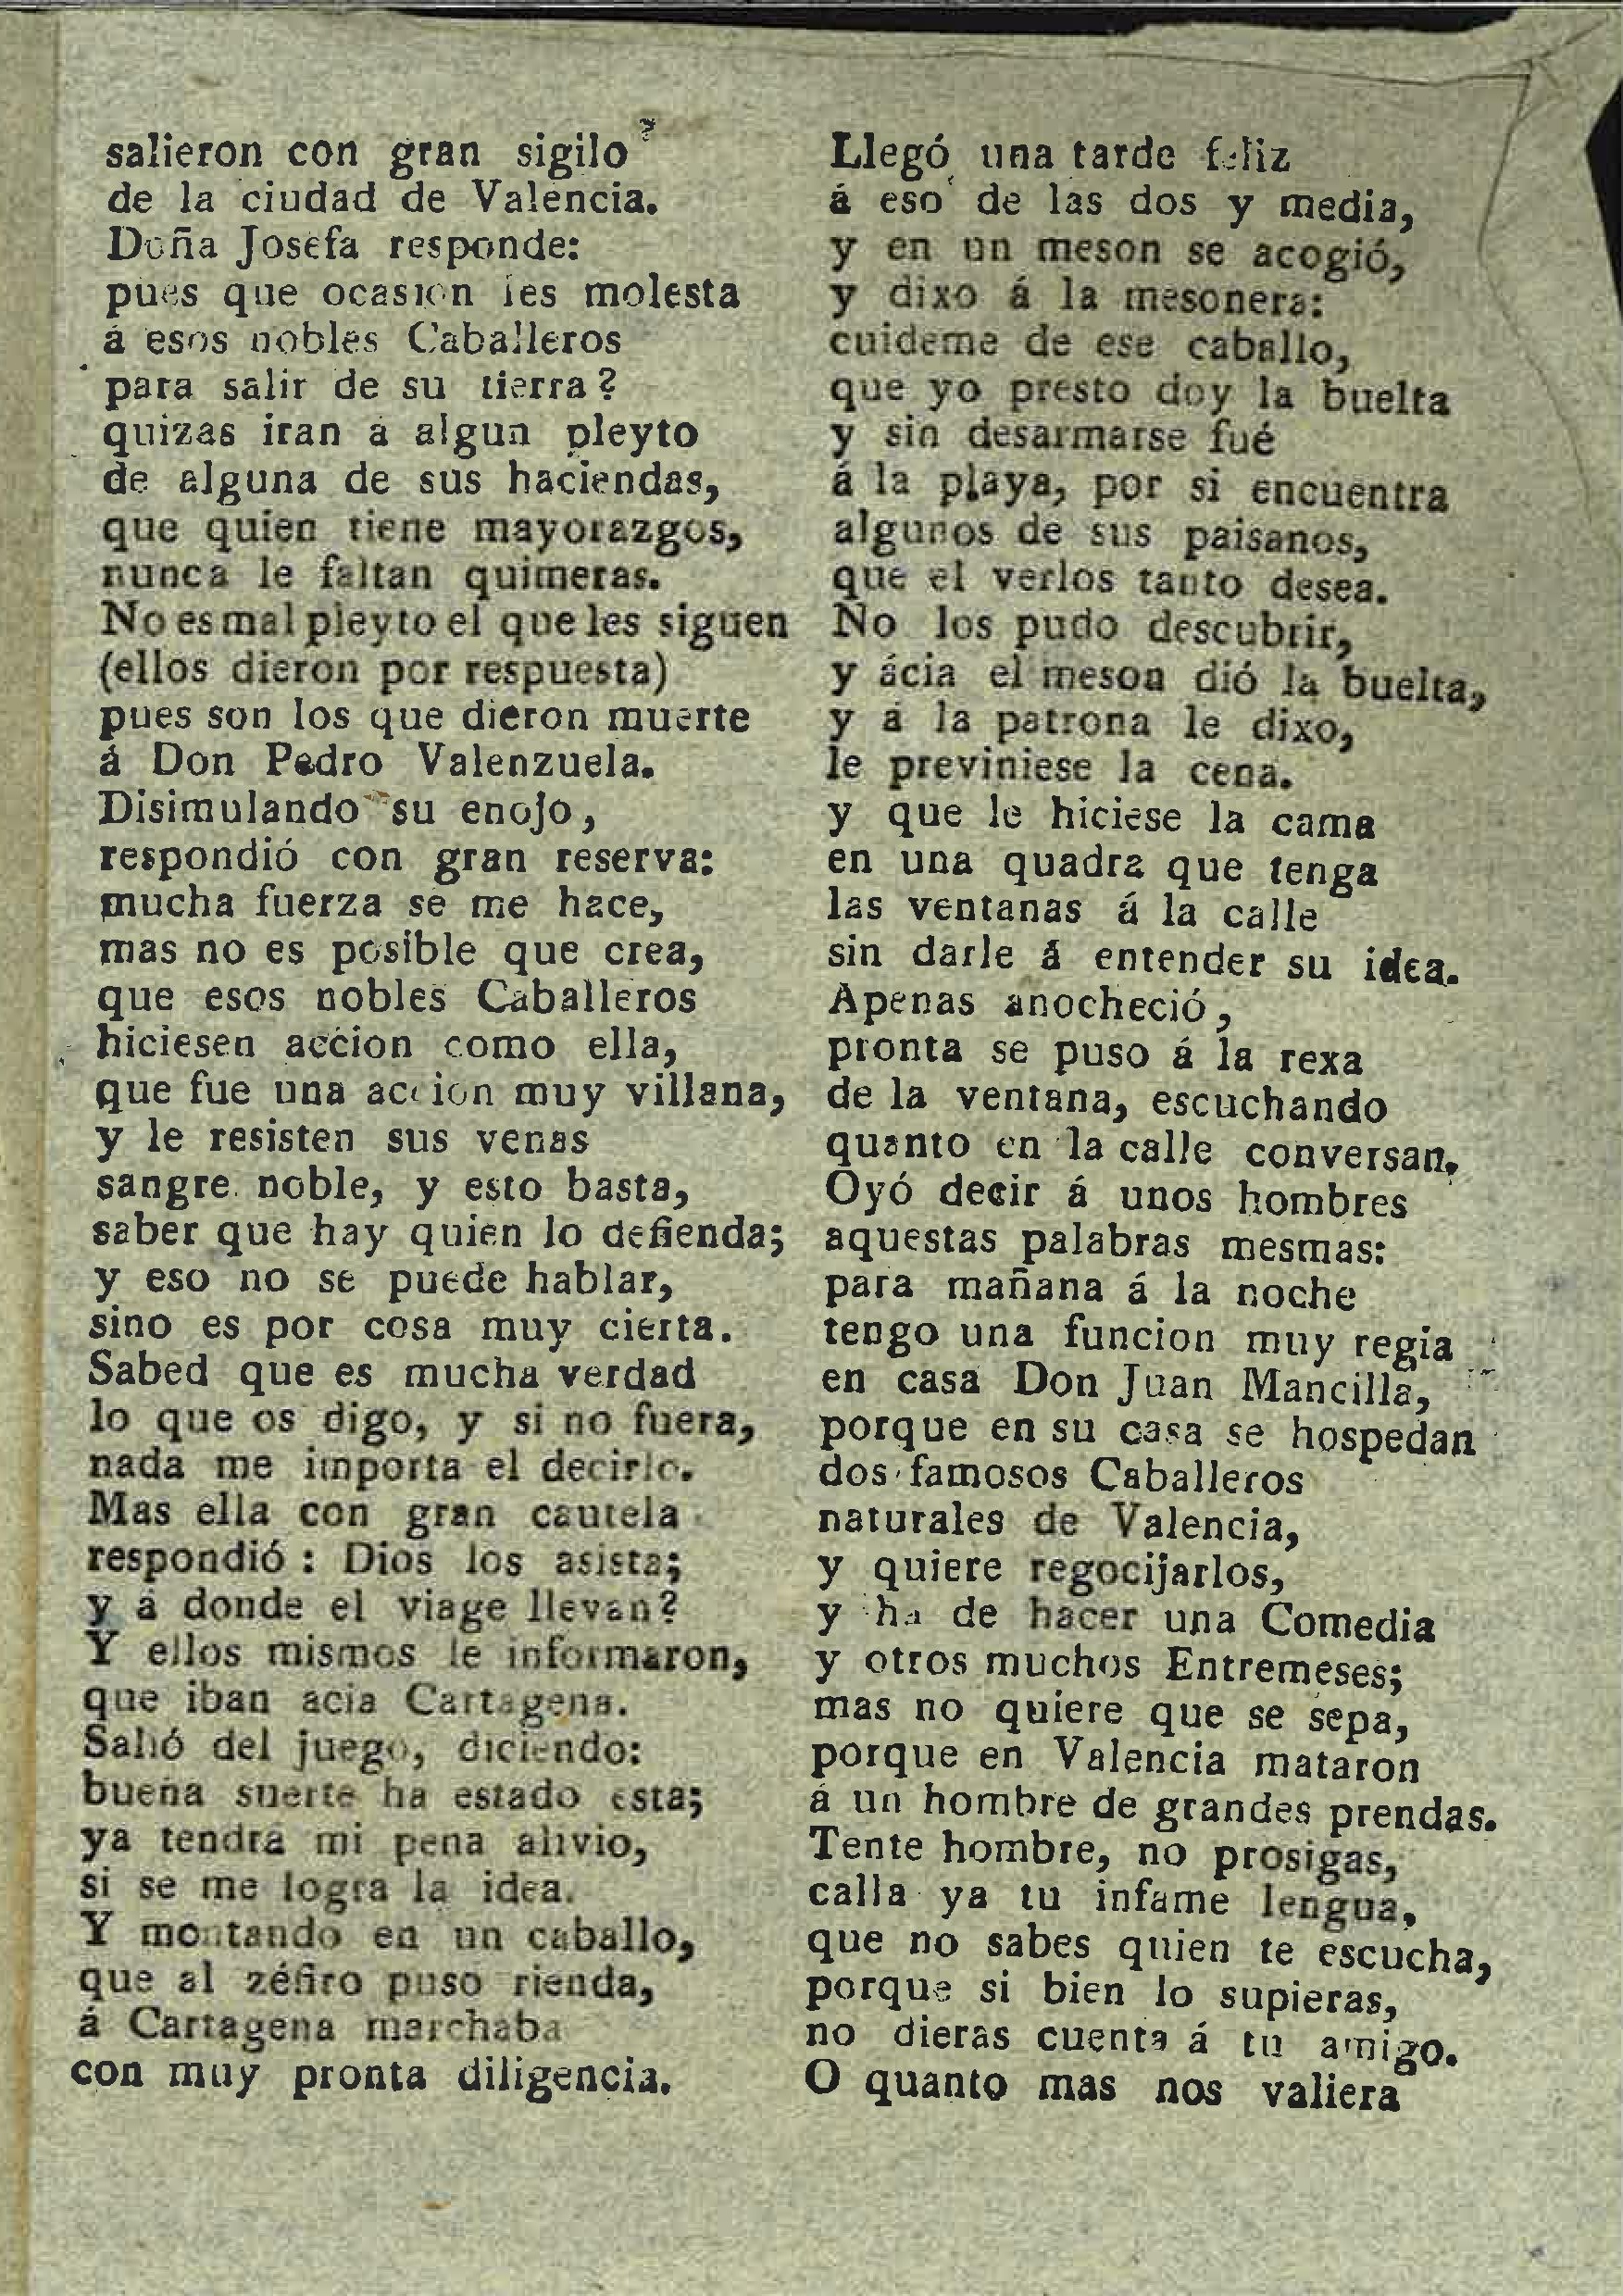 salieron con gran sigilo
de la ciudad de Valencia.
Doña Josefa responde:
pues que ocasion les molesta
á esos nobles Caballeros
para salir de su tierra?
quizas iran á algun pleyto
de alguna de sus haciendas,
que quien tiene mayorazgos,
nunca le faltan quimeras.
No es mal pleyto el que les siguen
(ellos dieron por respuesta)
pues son los que dieron muerte
á Don Pedro Valenzuela.
Disimulando su enojo,
respondió con gran reserva:
mucha fuerza se me hace,
mas no es posible que crea,
que esos nobles Caballeros
hiciesen accion como ella,
que fue una accion muy villana,
y le resisten sus venas
sangre noble, y esto basta,
saber que hay quien lo defienda;
y eso no se puede hablar,
sino es por cosa muy cierta.
Sabed que es mucha verdad
lo que os digo, y si no fuera,
nada me importa el decirlo.
Mas ella con gran cautela
respondió : Dios los asista;
y á donde el viage llevan?
Y ellos mismos le informaron,
que iban acia Cartagena.
Salió del juego, diciendo:
buena suerte ha estado esta;
ya tendra mi pena alivio,
si se me logra la idea.
Y montando en un caballo,
que al zéfiro puso rienda,
á Cartagena marchaba
con muy pronta diligencia.
Llegó una tarde feliz
á eso de las dos y media,
y en un meson se acogió,
y dixo á la mesonera:
cuideme de ese caballo,
que yo presto doy la buelta
y sin desarmarse fué
á la playa, por si encuentra
algunos de sus paisanos,
que el verlos tanto desea.
No los pudo descubrir,
y ácia el meson dió la buelta,
y á la patrona le dixo,
le previniese la cena.
y que le hiciese la cama
en una quadra que tenga
las ventanas á la calle
sin darle á entender su idea.
Apenas anocheció,
pronta se puso á la rexa
de la ventana, escuchando
quanto en la calle conversan.
Oyó decir á unos hombres
aquestas palabras mesmas:
para mañana á la noche
tengo una funcion muy regia
en casa Don Juan Mancilla,
porque en su casa se hospedan
dos famosos Caballeros
naturales de Valencia,
y quiere regocijarlos,
y ha de hacer una Comedia
y otros muchos Entremeses;
mas no quiere que se sepa,
porque en Valencia mataron
á un hombre de grandes prendas.
Tente hombre, no prosigas,
calla ya tu infame lengua,
que no sabes quien te escucha,
porque si bien lo supieras,
no dieras cuenta á tu amigo.
O quanto mas nos valiera